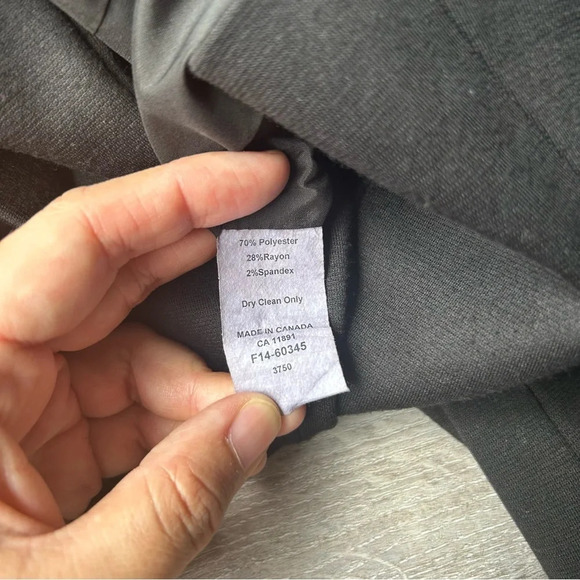 70% Polyester
28%Rayon
2%Spandex
Dry Clean Only
MADE IN CANADA
CA 11891
F14-60345
3750